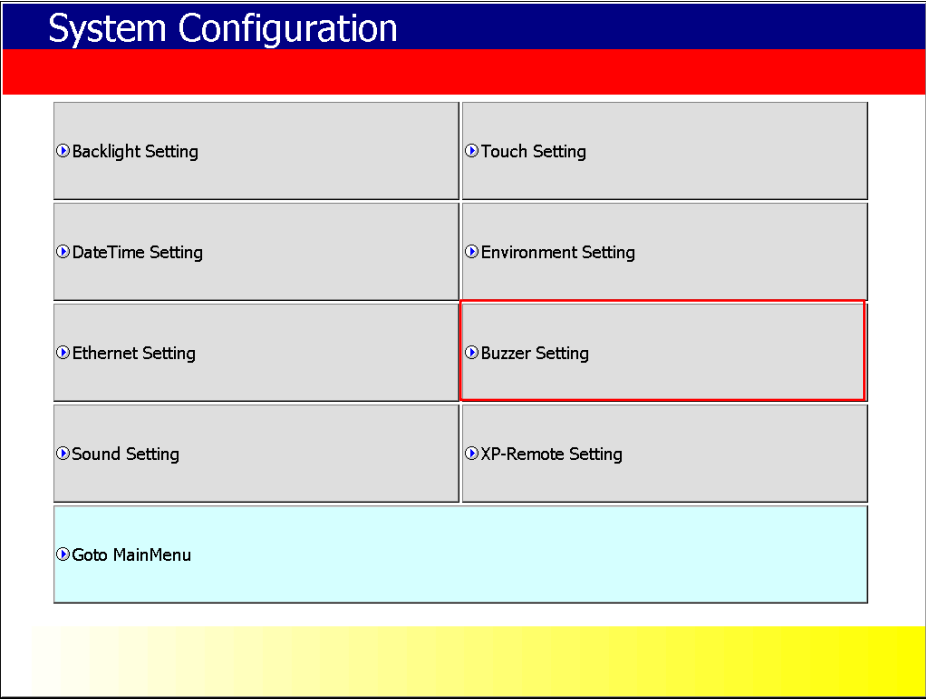 System Configuration
Backlight Setting
Touch Setting
DateTime Setting
Environment Setting
Ethernet Setting
Buzzer Setting
Sound Setting
XP-Remote Setting
Goto MainMenu